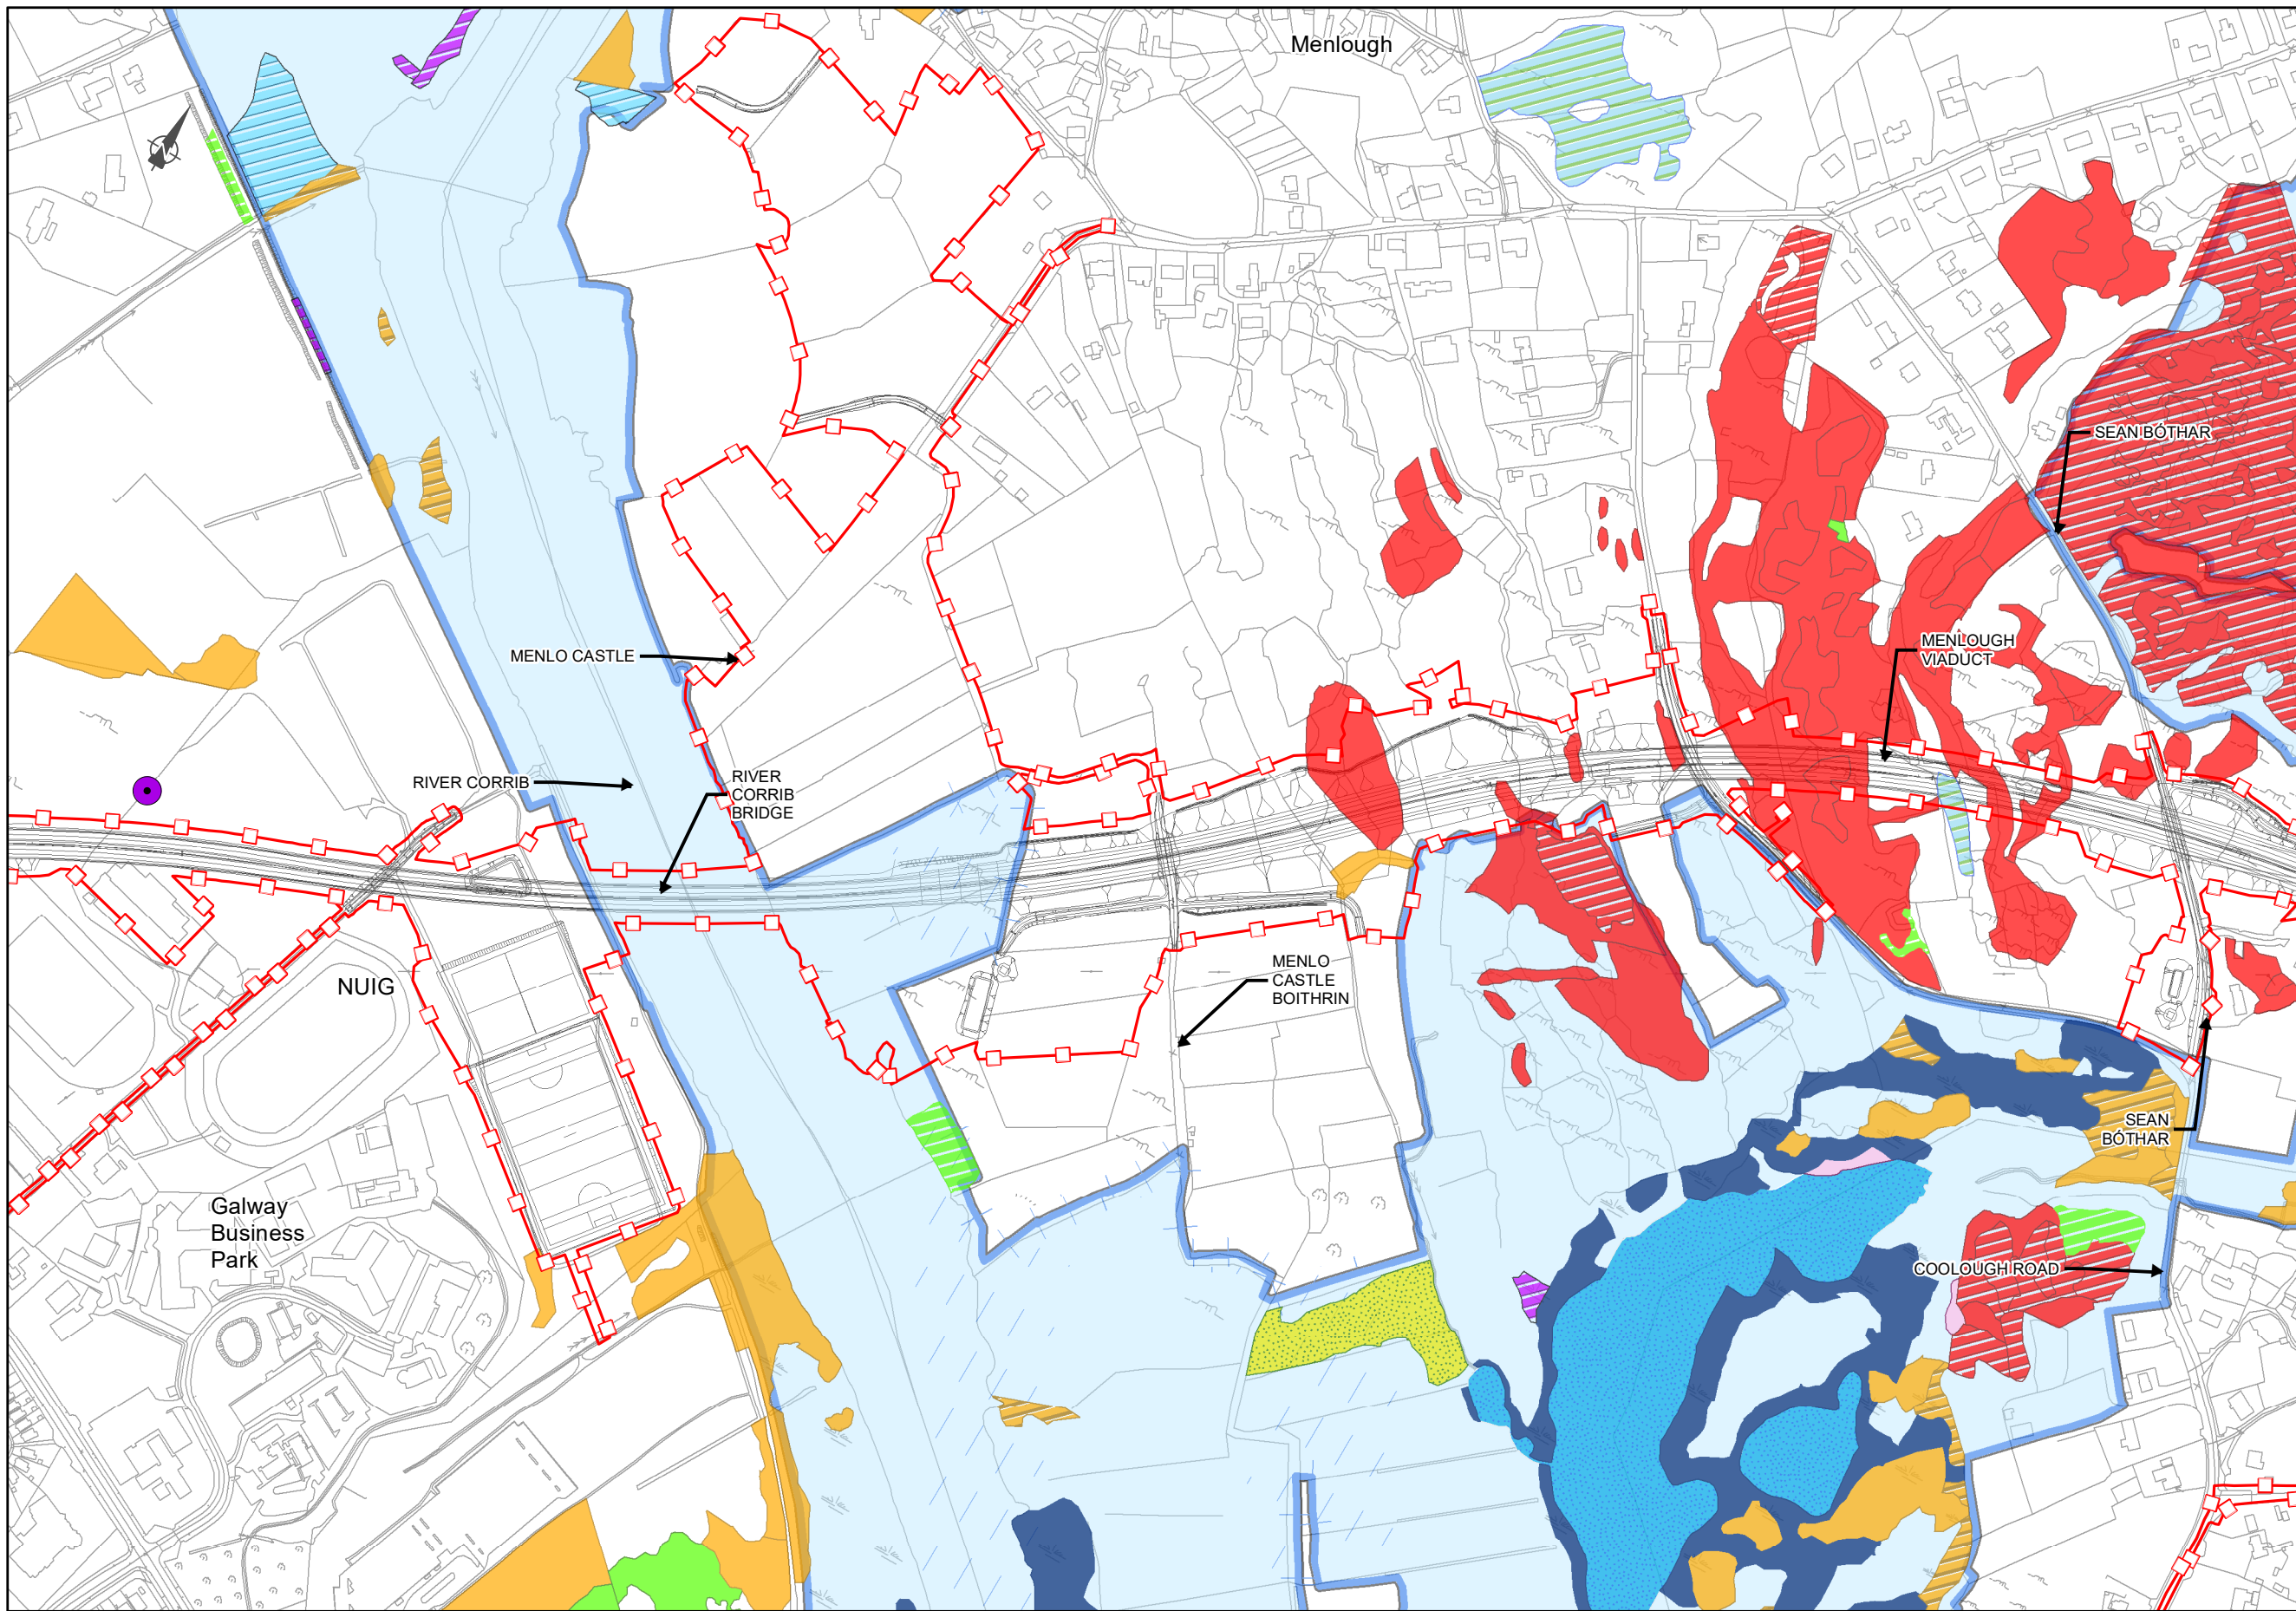 Menlough
SEAN BÓTHAR
MENLO CASTLE
MENLOUGH
VIADUCT
RIVER CORRIB
RIVER
CORRIB
BRIDGE
NUIG
MENLO
CASTLE
BOITHRIN
SEAN
BÓTHAR
Galway
Business
Park
COOLOUGH ROAD